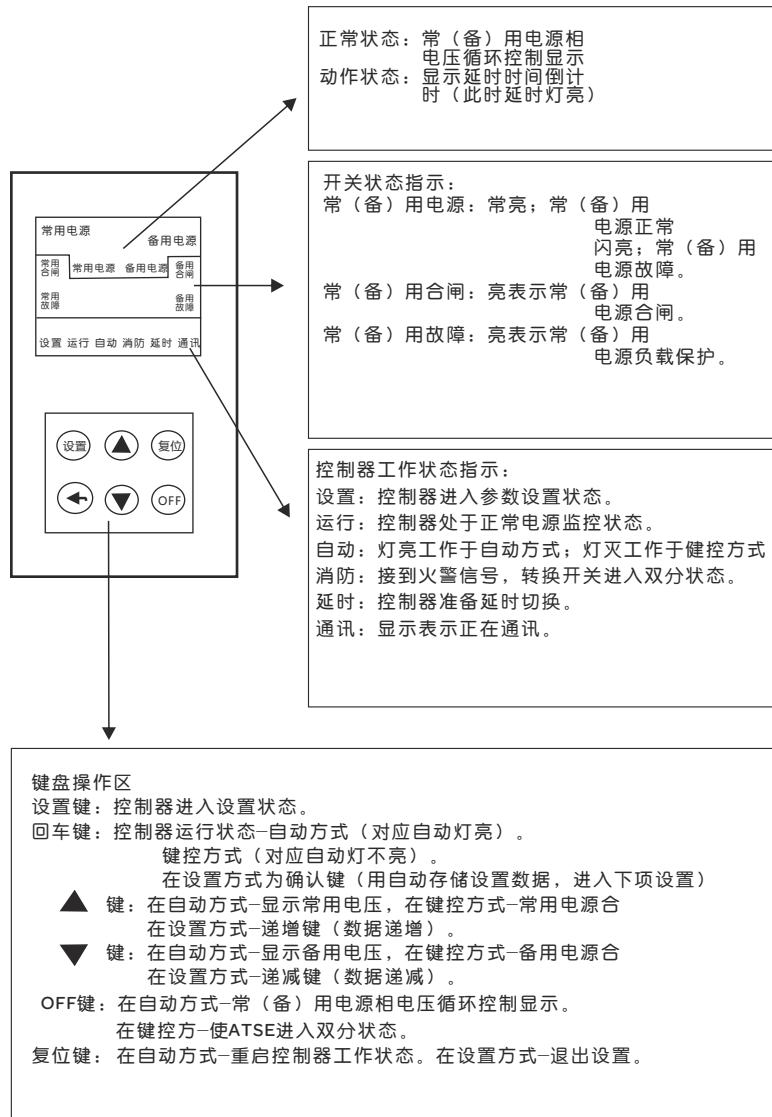 正常状态：常（备）用电源相
电压循环控制显示
动作状态：显示延时时间倒计
时（此时延时灯亮）
开关状态指示：
常（备）用电源：常亮；常（备）用
电源正常
闪亮；常（备）用
电源故障。
常（备）用合闸：亮表示常（备）用
电源合闸。
常（备）用故障：亮表示常（备）用
电源负载保护。
常用电源
备用电源
常用
合闸
常用电源 备用电源
备用
合闸
常用
故障
备用
故障
设置 运行 自动 消防 延时 通讯
设置
复位
OFF
控制器工作状态指示：
设置：控制器进入参数设置状态。
运行：控制器处于正常电源监控状态。
自动：灯亮工作于自动方式；灯灭工作于健控方式
消防：接到火警信号，转换开关进入双分状态。
延时：控制器准备延时切换。
通讯：显示表示正在通讯。
键盘操作区
设置键：控制器进入设置状态。
回车键：控制器运行状态—自动方式（对应自动灯亮）。
键控方式（对应自动灯不亮）。
在设置方式为确认键（用自动存储设置数据，进入下项设置）
▲ 键：在自动方式—显示常用电压，在键控方式—常用电源合
在设置方式—递增键（数据递增）。
▼ 键：在自动方式—显示备用电压，在键控方式—备用电源合
在设置方式—递减键（数据递减）。
OFF键：在自动方式—常（备）用电源相电压循环控制显示。
在键控方—使ATSE进入双分状态。
复位键：在自动方式—重启控制器工作状态。在设置方式—退出设置。